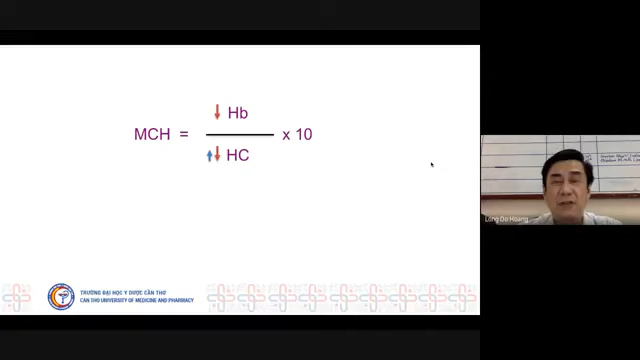 ↓ Hb
MCH = x 10
↑↓ HC
TRƯỜNG ĐẠI HỌC Y DƯỢC CẦN THƠ
CAN THO UNIVERSITY OF MEDICINE AND PHARMACY
Long Do Hoang